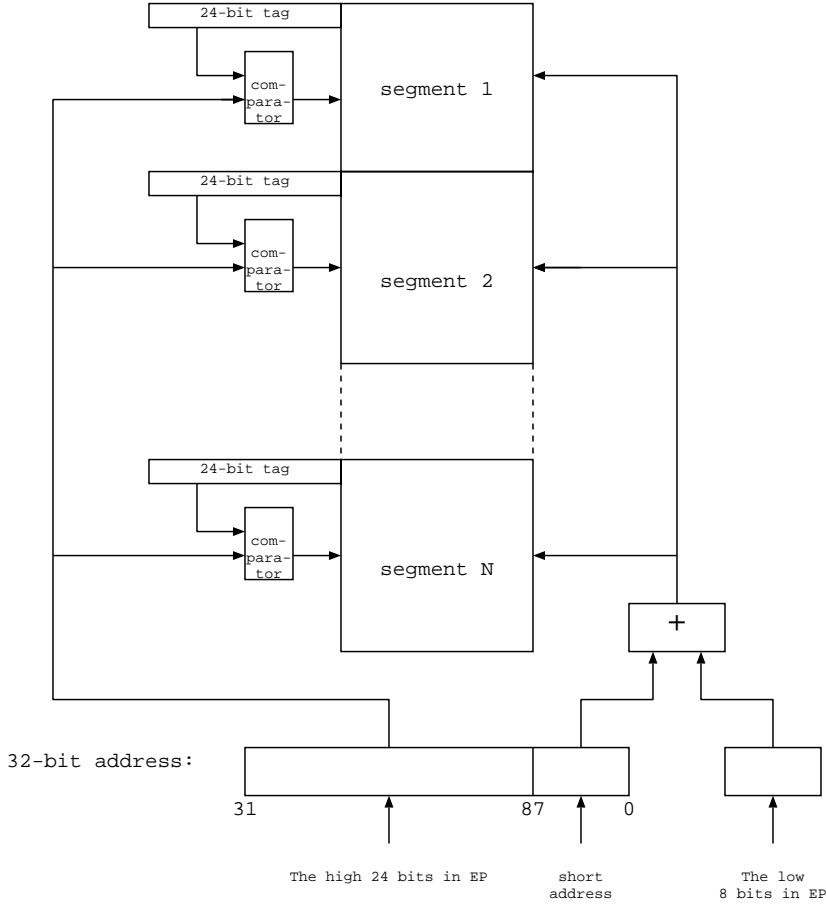 24-bit tag
com-
para-
tor
segment 1
24-bit tag
com-
para-
tor
segment 2
24-bit tag
com-
para-
tor
segment N
+
32-bit address:
31 87 0
The high 24 bits in EP
short
address
The low
8 bits in EP